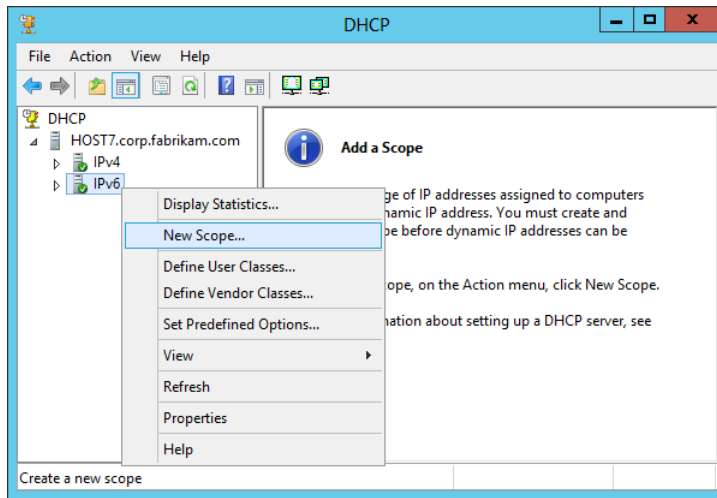 DHCP
File Action View Help
DHCP
HOST7.corp.fabrikam.com
IPv4
IPv6
Add a Scope
ge of IP addresses assigned to computers
namic IP address. You must create and
pe before dynamic IP addresses can be
ope, on the Action menu, click New Scope.
nation about setting up a DHCP server, see
Display Statistics...
New Scope...
Define User Classes...
Define Vendor Classes...
Set Predefined Options...
View
Refresh
Properties
Help
Create a new scope